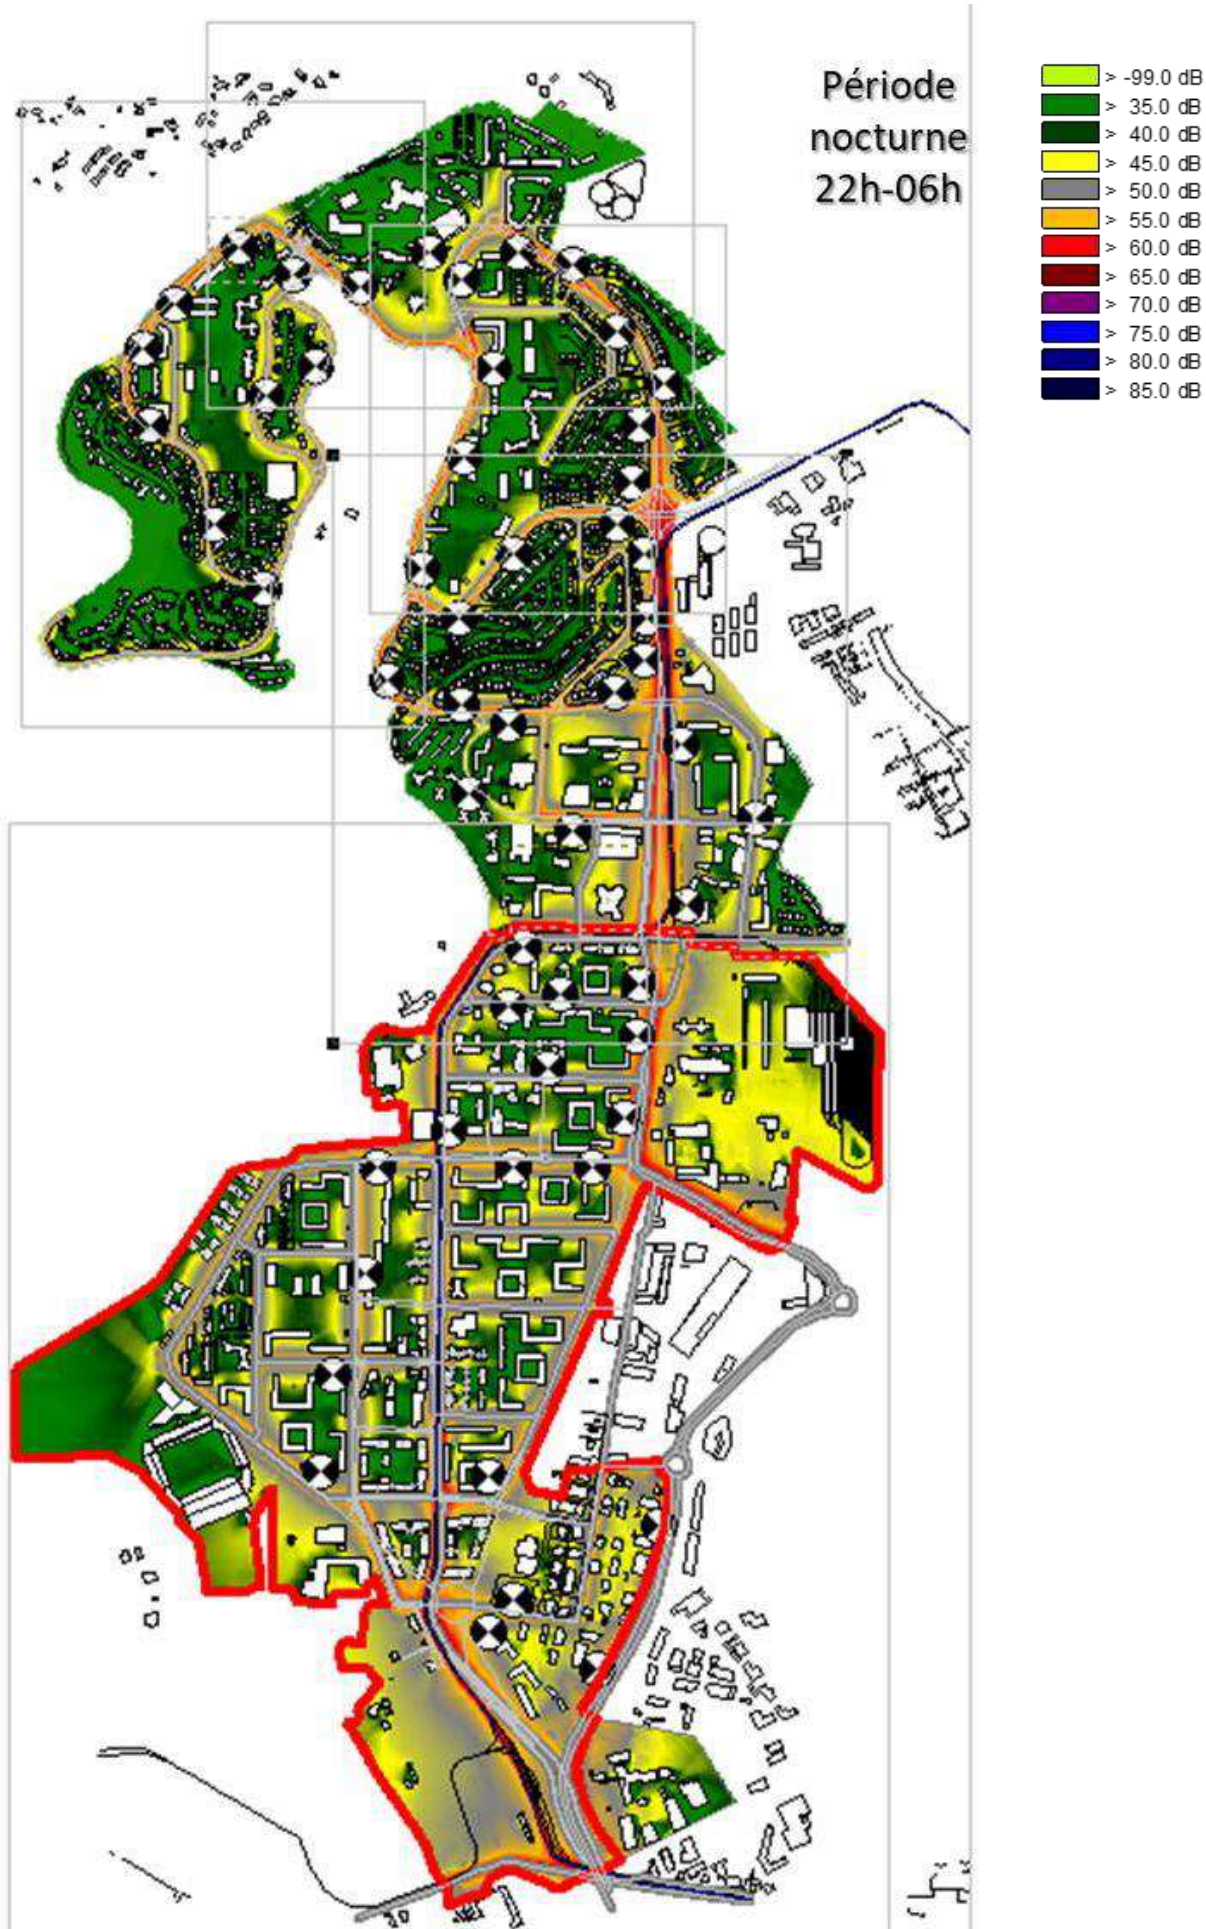 Période
nocturne
22h-06h
> -99.0 dB
> 35.0 dB
> 40.0 dB
> 45.0 dB
> 50.0 dB
> 55.0 dB
> 60.0 dB
> 65.0 dB
> 70.0 dB
> 75.0 dB
> 80.0 dB
> 85.0 dB